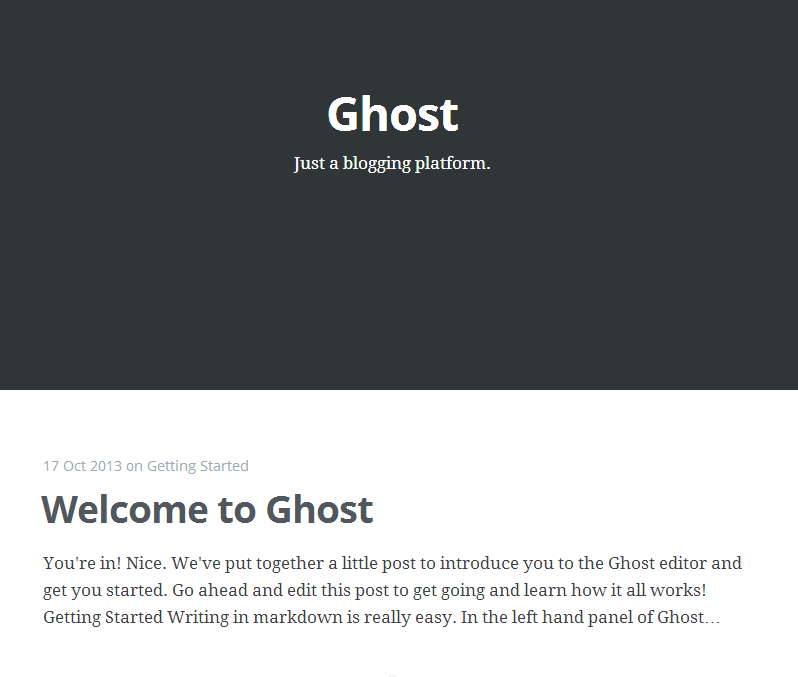 Ghost
Just a blogging platform.
17 Oct 2013 on Getting Started
Welcome to Ghost
You're in! Nice. We've put together a little post to introduce you to the Ghost editor and
get you started. Go ahead and edit this post to get going and learn how it all works!
Getting Started Writing in markdown is really easy. In the left hand panel of Ghost…